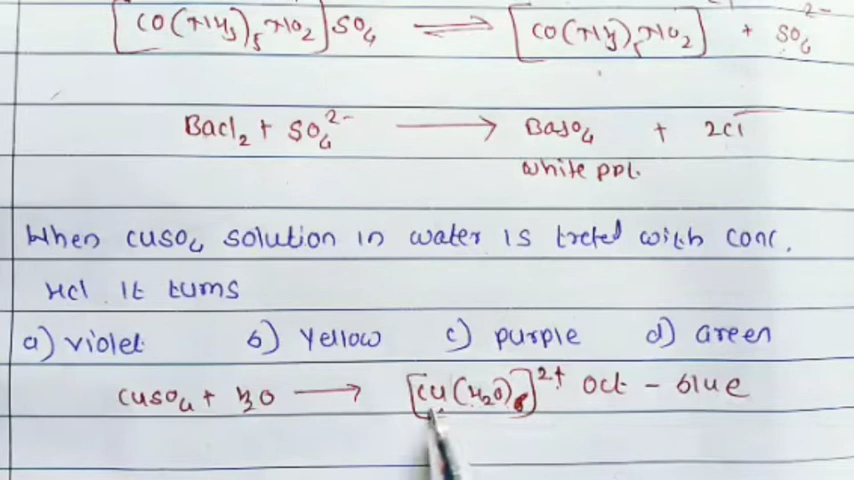 [CO(NH3)5NO2]SO4 ⇌ [CO(NH3)5NO2] + SO4 2-
Bacl2 + SO4 2- → BaSO4 + 2Cl-
white ppt.
When CUSO4 solution in water is treted with conc.
Hcl it turns
a) violet b) Yellow c) purple d) Green
CUSO4 + H2O → [CU(H2O)6]2+ Oct - blue